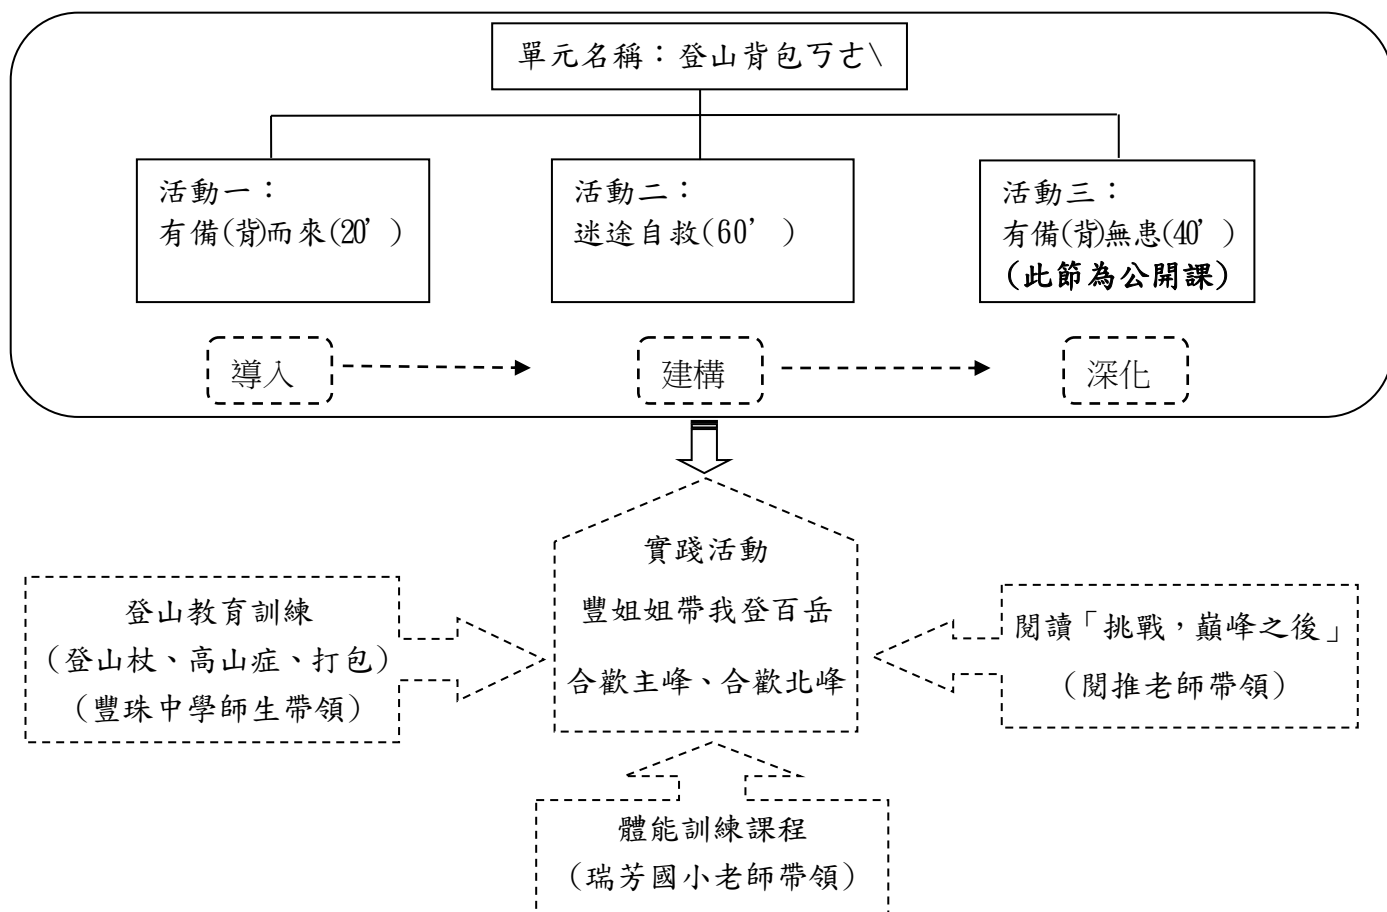 單元名稱：登山背包ㄎㄜ\
活動一：
有備(背)而來(20’)
活動二：
迷途自救(60’)
活動三：
有備(背)無患(40’)
(此節為公開課)
導入
建構
深化
實踐活動
豐姐姐帶我登百岳
合歡主峰、合歡北峰
登山教育訓練
(登山杖、高山症、打包)
(豐珠中學師生帶領)
閱讀「挑戰，巔峰之後」
(閱推老師帶領)
體能訓練課程
(瑞芳國小老師帶領)